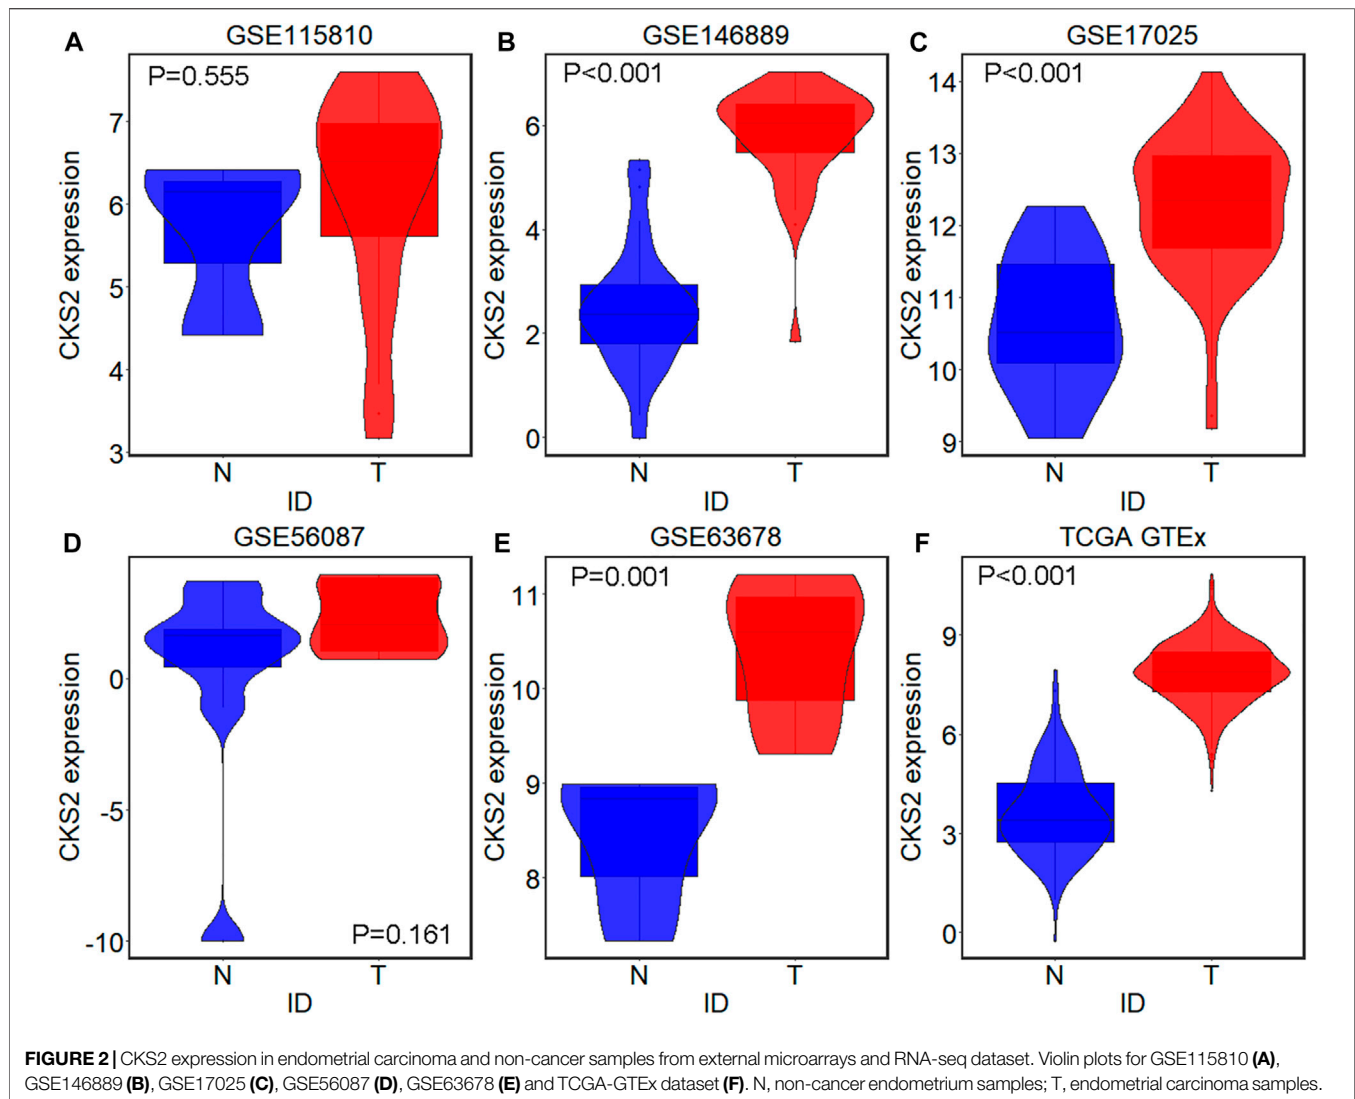 A
GSE115810
P=0.555
CKS2 expression
7
6
5
4
3
N
T
ID
B
GSE146889
P<0.001
CKS2 expression
6
4
2
0
N
T
ID
C
GSE17025
P<0.001
CKS2 expression
14
13
12
11
10
9
N
T
ID
D
GSE56087
CKS2 expression
0
-5
-10
P=0.161
N
T
ID
E
GSE63678
P=0.001
CKS2 expression
11
10
9
8
N
T
ID
F
TCGA GTEx
P<0.001
CKS2 expression
9
6
3
0
N
T
ID
FIGURE 2 | CKS2 expression in endometrial carcinoma and non-cancer samples from external microarrays and RNA-seq dataset. Violin plots for GSE115810 (A),
GSE146889 (B), GSE17025 (C), GSE56087 (D), GSE63678 (E) and TCGA-GTEx dataset (F). N, non-cancer endometrium samples; T, endometrial carcinoma samples.